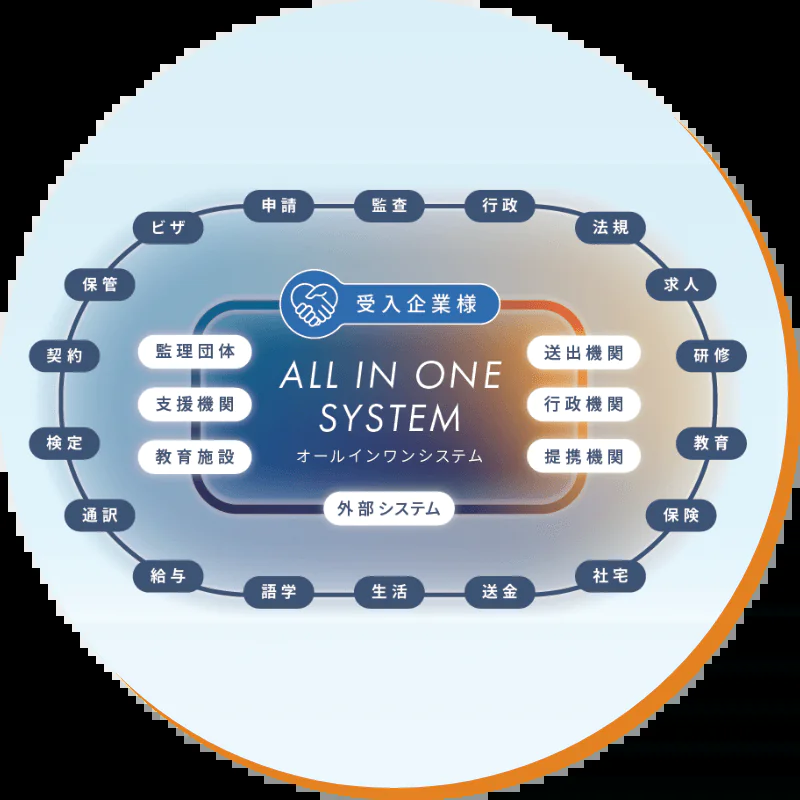 申請
監査
行政
ビザ
法規
保管
求人
受入企業様
契約
監理団体
送出機関
研修
ALL IN ONE
SYSTEM
支援機関
行政機関
オールインワンシステム
検定
教育施設
提携機関
教育
外部システム
通訳
保険
給与
社宅
語学
生活
送金